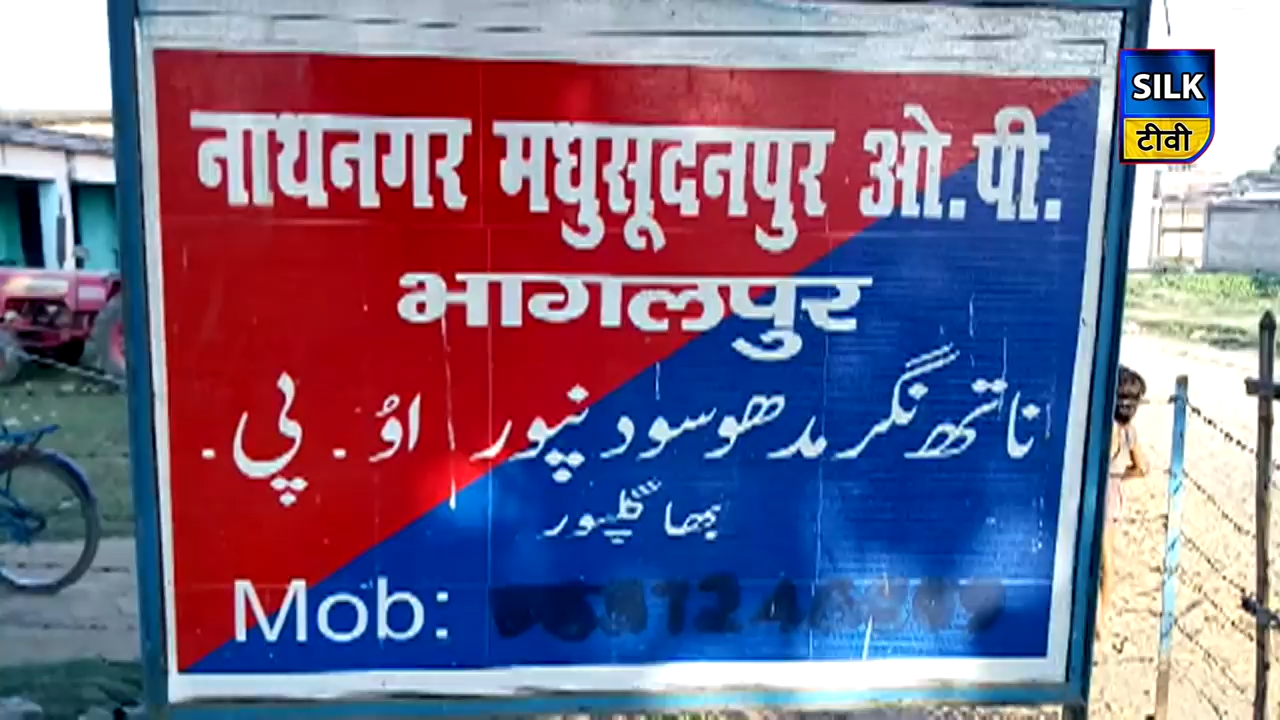 नाथनगर मधुसूदनपुर ओ.पी.
भागलपुर
ناتھ نگر مدھوسودنپور اوُ . پی .
بھاگلپور
Mob:
SILK
टीवी